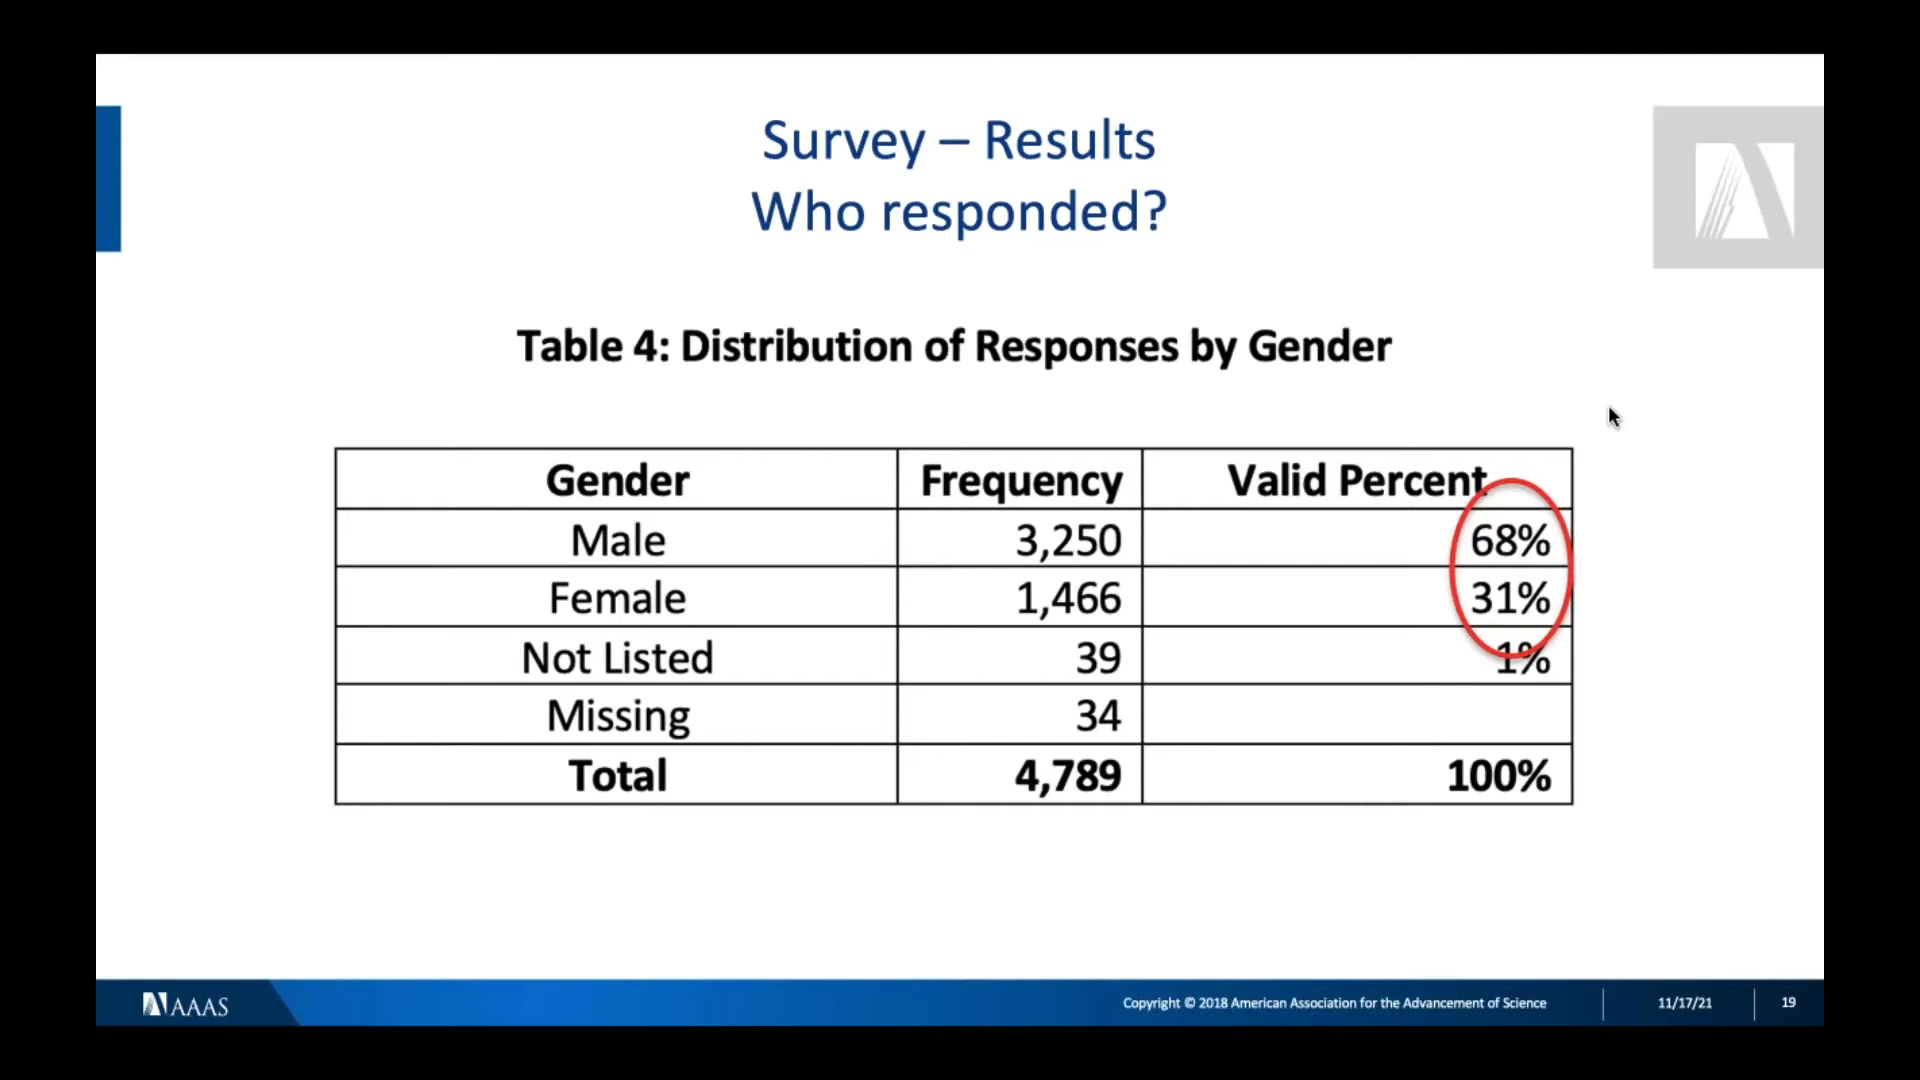 Survey – Results
Who responded?
Table 4: Distribution of Responses by Gender
Gender Frequency Valid Percent
Male 3,250 68%
Female 1,466 31%
Not Listed 39 1%
Missing 34
Total 4,789 100%
AAAS Copyright © 2018 American Association for the Advancement of Science 11/17/21 19